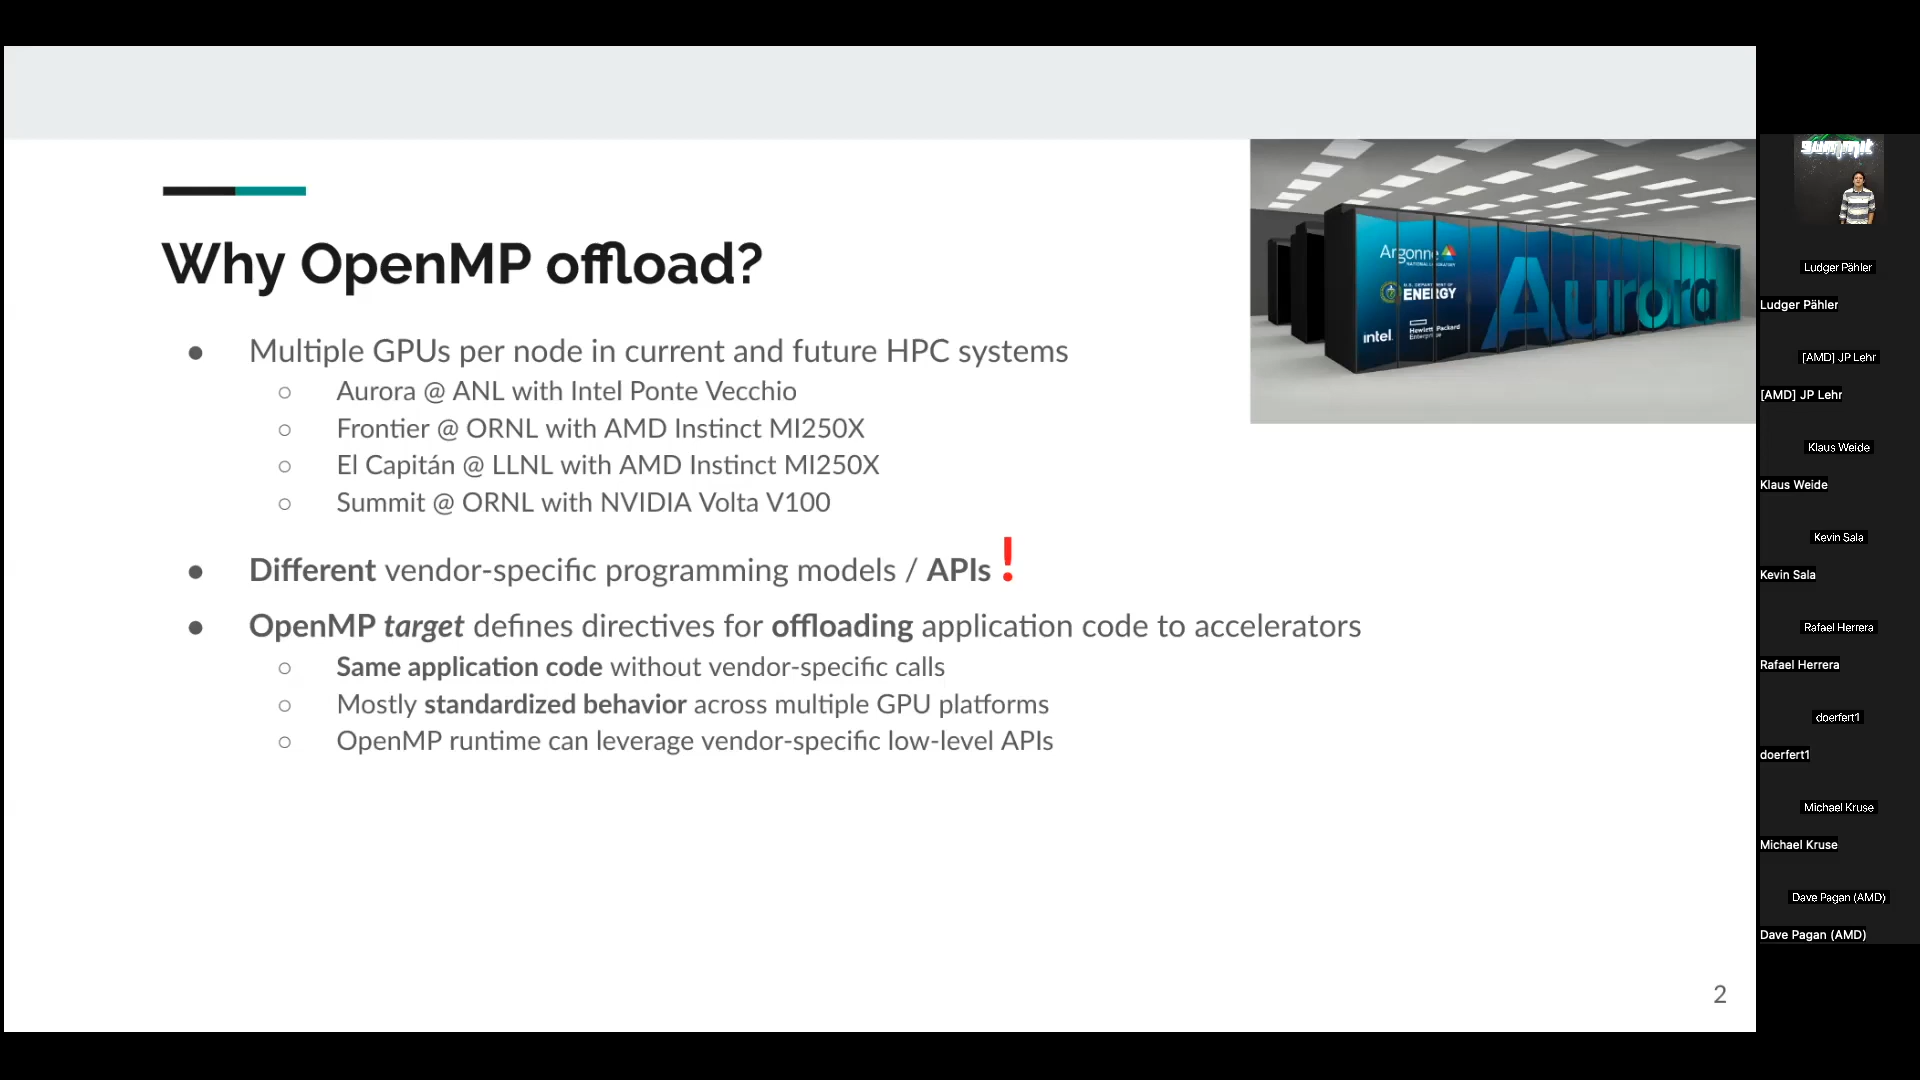 Why OpenMP offload?
● Multiple GPUs per node in current and future HPC systems
○ Aurora @ ANL with Intel Ponte Vecchio
○ Frontier @ ORNL with AMD Instinct MI250X
○ El Capitán @ LLNL with AMD Instinct MI250X
○ Summit @ ORNL with NVIDIA Volta V100
● Different vendor-specific programming models / APIs !
● OpenMP target defines directives for offloading application code to accelerators
○ Same application code without vendor-specific calls
○ Mostly standardized behavior across multiple GPU platforms
○ OpenMP runtime can leverage vendor-specific low-level APIs
2
Argonne
NATIONAL LABORATORY
U.S. DEPARTMENT OF
ENERGY
intel
Hewlett Packard
Enterprise
Aurora
summit
Ludger Pähler
Ludger Pähler
[AMD] JP Lehr
[AMD] JP Lehr
Klaus Weide
Klaus Weide
Kevin Sala
Kevin Sala
Rafael Herrera
Rafael Herrera
doerfert1
doerfert1
Michael Kruse
Michael Kruse
Dave Pagan (AMD)
Dave Pagan (AMD)